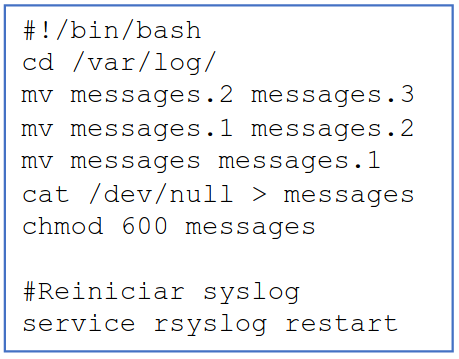 #!/bin/bash
cd /var/log/
mv messages.2 messages.3
mv messages.1 messages.2
mv messages messages.1
cat /dev/null > messages
chmod 600 messages

#Reiniciar syslog
service rsyslog restart